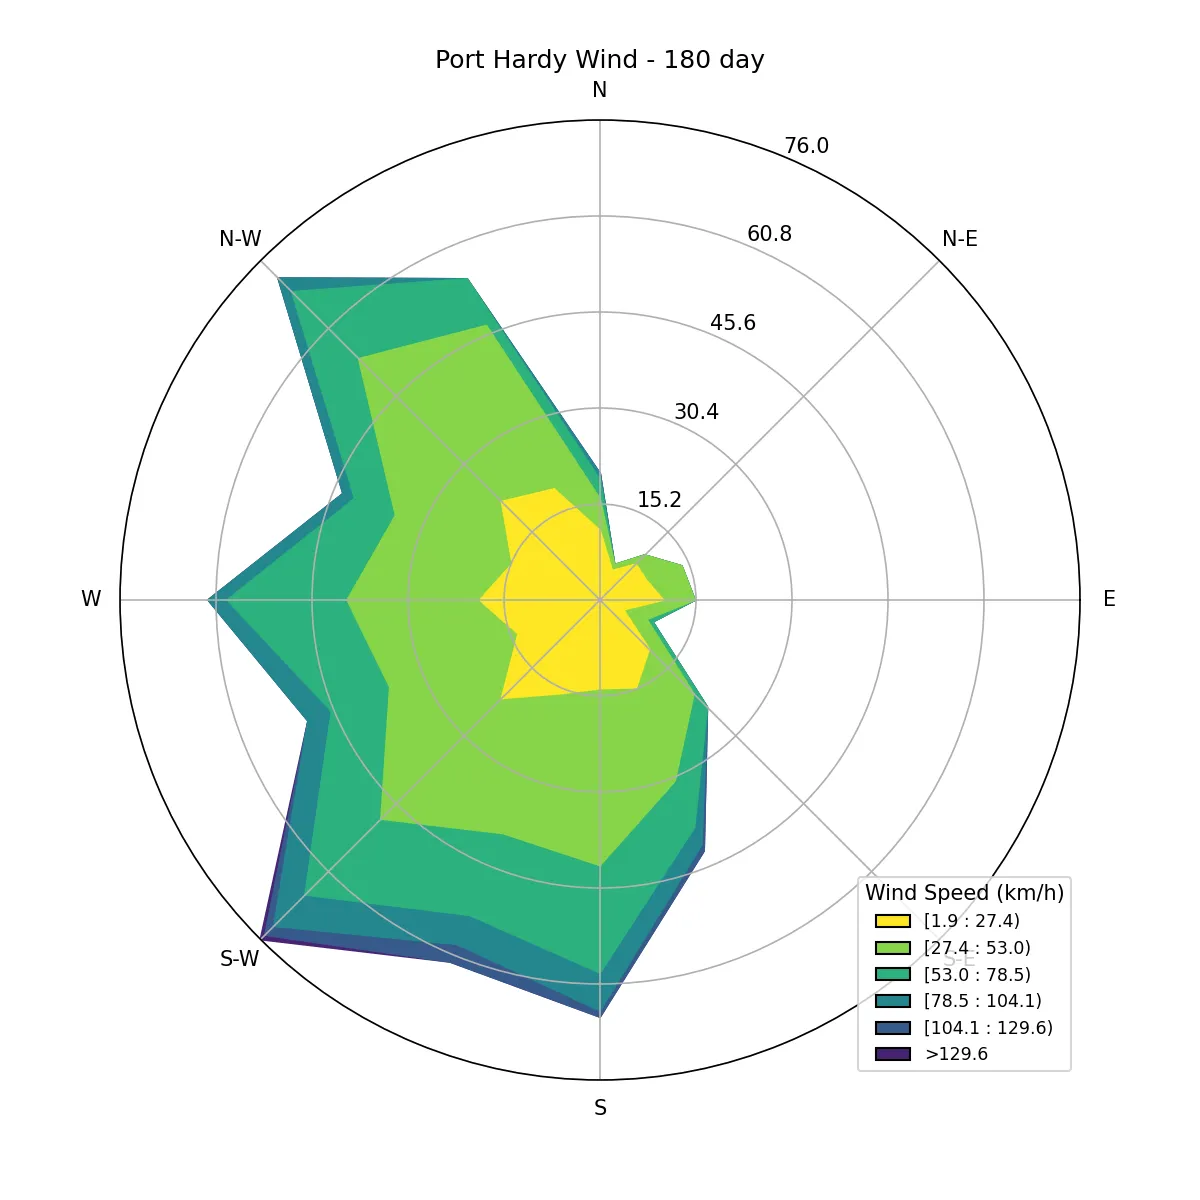 Port Hardy Wind - 180 day
N
76.0
60.8
N-W
N-E
45.6
30.4
15.2
W
E
Wind Speed (km/h)
[1.9 : 27.4)
[27.4 : 53.0)
S-W
S-E
[53.0 : 78.5)
[78.5 : 104.1)
[104.1 : 129.6)
>129.6
S